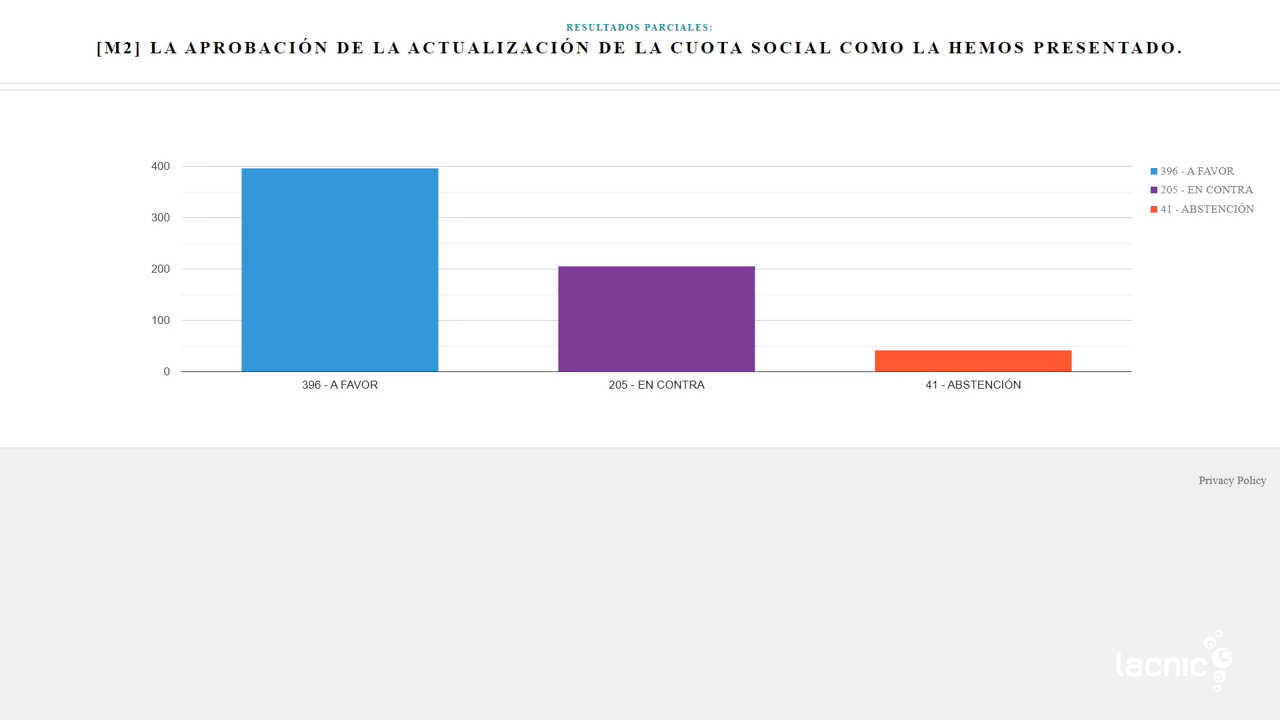 RESULTADOS PARCIALES:
[M2] LA APROBACIÓN DE LA ACTUALIZACIÓN DE LA CUOTA SOCIAL COMO LA HEMOS PRESENTADO.
400
300
200
100
0
396 - A FAVOR
205 - EN CONTRA
41 - ABSTENCIÓN
396 - A FAVOR
205 - EN CONTRA
41 - ABSTENCIÓN
Privacy Policy
lacnic